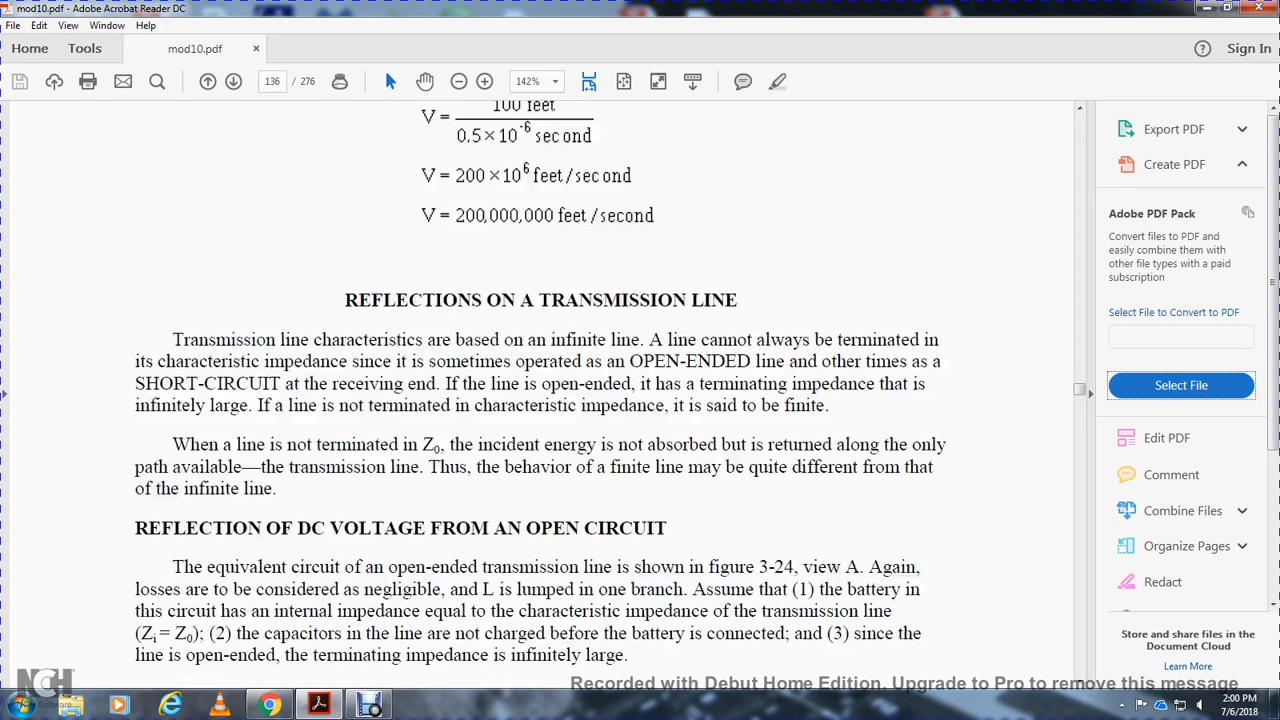 mod10.pdf - Adobe Acrobat Reader DC
File Edit View Window Help
Home Tools mod10.pdf × ? Sign In
136 / 276 142%
100 feet
V =
0.5×10⁻⁶ second
V = 200 ×10⁶ feet/second
V = 200,000,000 feet /second
REFLECTIONS ON A TRANSMISSION LINE
Transmission line characteristics are based on an infinite line. A line cannot always be terminated in
its characteristic impedance since it is sometimes operated as an OPEN-ENDED line and other times as a
SHORT-CIRCUIT at the receiving end. If the line is open-ended, it has a terminating impedance that is
infinitely large. If a line is not terminated in characteristic impedance, it is said to be finite.
When a line is not terminated in Z₀, the incident energy is not absorbed but is returned along the only
path available—the transmission line. Thus, the behavior of a finite line may be quite different from that
of the infinite line.
REFLECTION OF DC VOLTAGE FROM AN OPEN CIRCUIT
The equivalent circuit of an open-ended transmission line is shown in figure 3-24, view A. Again,
losses are to be considered as negligible, and L is lumped in one branch. Assume that (1) the battery in
this circuit has an internal impedance equal to the characteristic impedance of the transmission line
(Zᵢ = Z₀); (2) the capacitors in the line are not charged before the battery is connected; and (3) since the
line is open-ended, the terminating impedance is infinitely large.
Export PDF
Create PDF
Adobe PDF Pack
Convert files to PDF and
easily combine them with
other file types with a paid
subscription
Select File to Convert to PDF
Select File
Edit PDF
Comment
Combine Files
Organize Pages
Redact
Store and share files in the
Document Cloud
Learn More
NCH
Software
Recorded with Debut Home Edition. Upgrade to Pro to remove this message
2:00 PM
7/6/2018